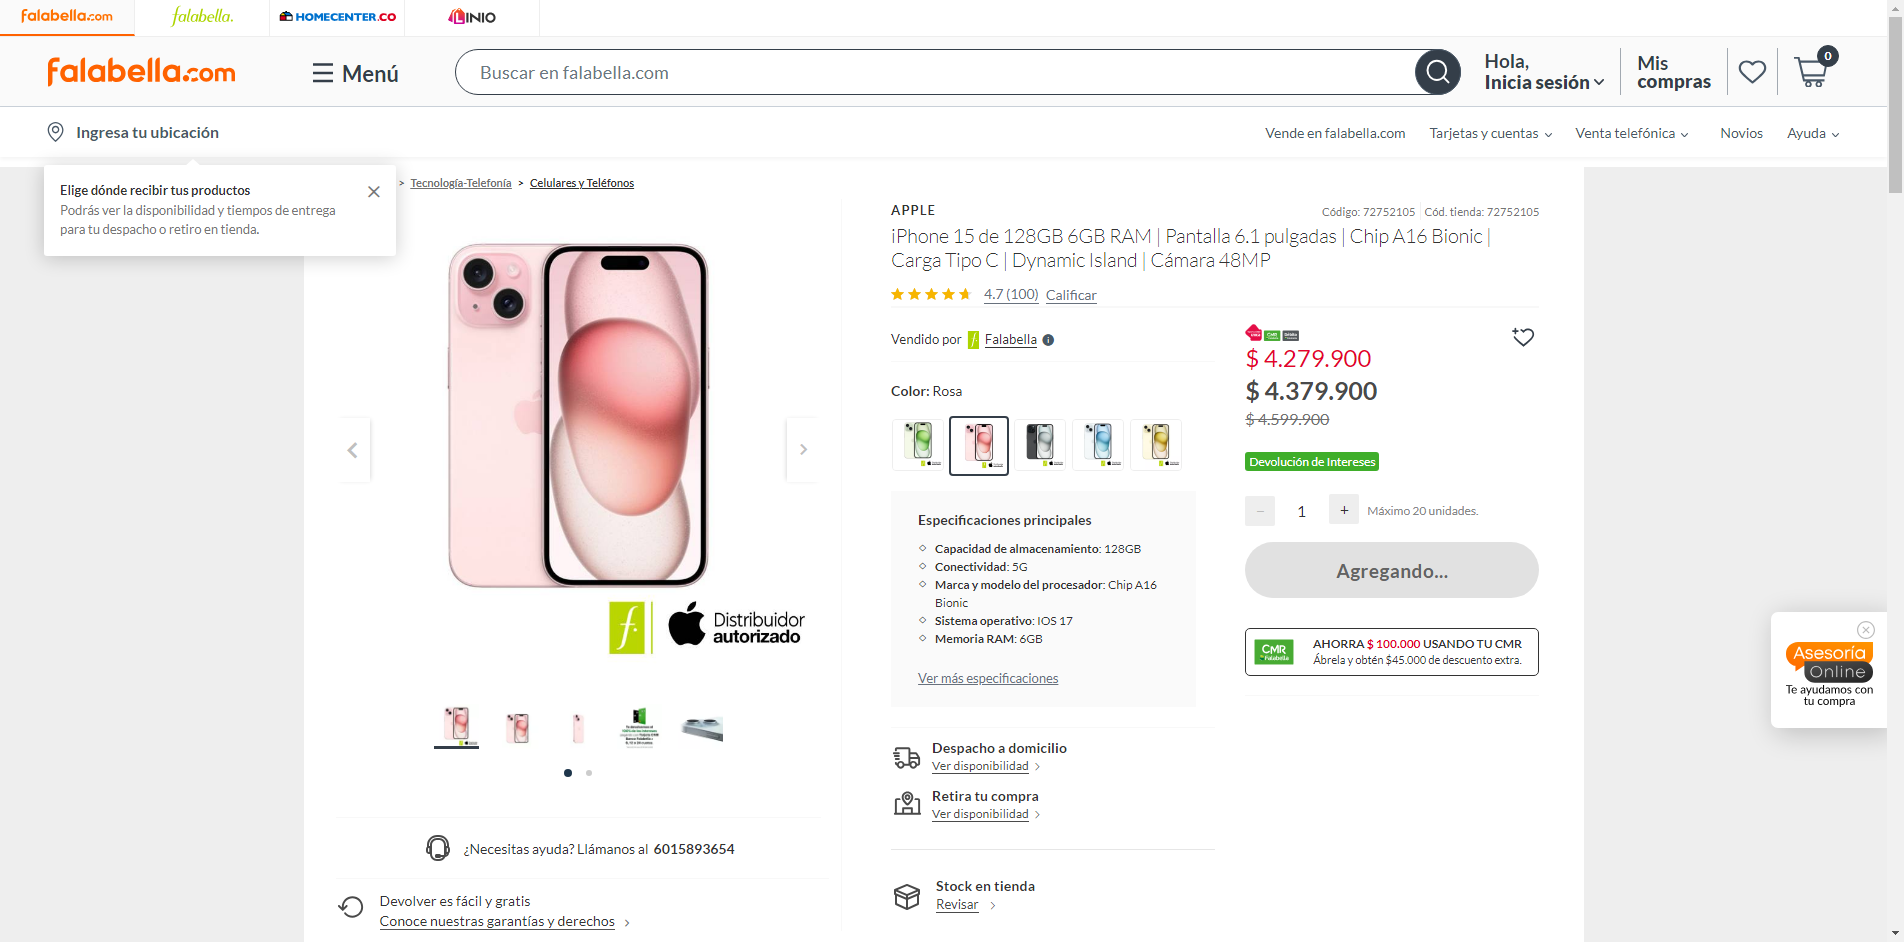 falabella.com
falabella.
HOMECENTER.CO
LINIO
falabella.com
Menú
Buscar en falabella.com
Hola,
Inicia sesión
Mis
compras
0
Ingresa tu ubicación
Vende en falabella.com
Tarjetas y cuentas
Venta telefónica
Novios
Ayuda
Elige dónde recibir tus productos
Podrás ver la disponibilidad y tiempos de entrega
para tu despacho o retiro en tienda.
> Tecnología-Telefonía > Celulares y Teléfonos
APPLE
Código: 72752105
Cód. tienda: 72752105
iPhone 15 de 128GB 6GB RAM | Pantalla 6.1 pulgadas | Chip A16 Bionic |
Carga Tipo C | Dynamic Island | Cámara 48MP
4.7 (100)
Calificar
Vendido por
Falabella
Color: Rosa
Especificaciones principales
Capacidad de almacenamiento: 128GB
Conectividad: 5G
Marca y modelo del procesador: Chip A16
Bionic
Sistema operativo: IOS 17
Memoria RAM: 6GB
Ver más especificaciones
$ 4.279.900
$ 4.379.900
$ 4.599.900
Devolución de Intereses
− 1 + Máximo 20 unidades.
Agregando...
CMR
Falabella
AHORRA $ 100.000 USANDO TU CMR
Ábrela y obtén $45.000 de descuento extra.
Distribuidor
autorizado
Despacho a domicilio
Ver disponibilidad
Retira tu compra
Ver disponibilidad
Stock en tienda
Revisar
¿Necesitas ayuda? Llámanos al 6015893654
Devolver es fácil y gratis
Conoce nuestras garantías y derechos
Asesoría
Online
Te ayudamos con
tu compra